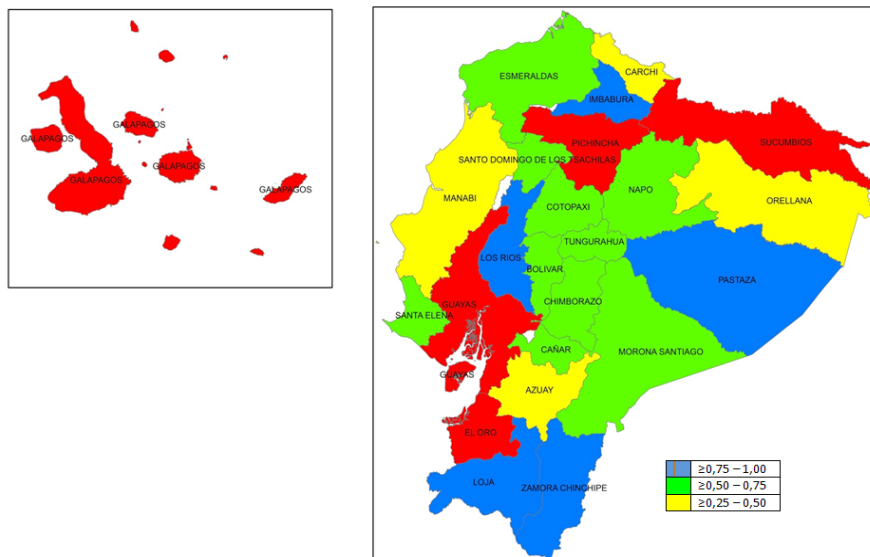 GALAPAGOS
GALAPAGOS
GALAPAGOS
GALAPAGOS
GALAPAGOS
ESMERALDAS
CARCHI
IMBABURA
PICHINCHA
SUCUMBIOS
SANTO DOMINGO DE LOS TSACHILAS
NAPO
MANABI
COTOPAXI
ORELLANA
TUNGURAHUA
LOS RIOS
BOLIVAR
PASTAZA
CHIMBORAZO
GUAYAS
SANTA ELENA
CAÑAR
MORONA SANTIAGO
GUAYAS
AZUAY
EL ORO
LOJA
ZAMORA CHINCHIPE
≥0,75 – 1,00
≥0,50 – 0,75
≥0,25 – 0,50